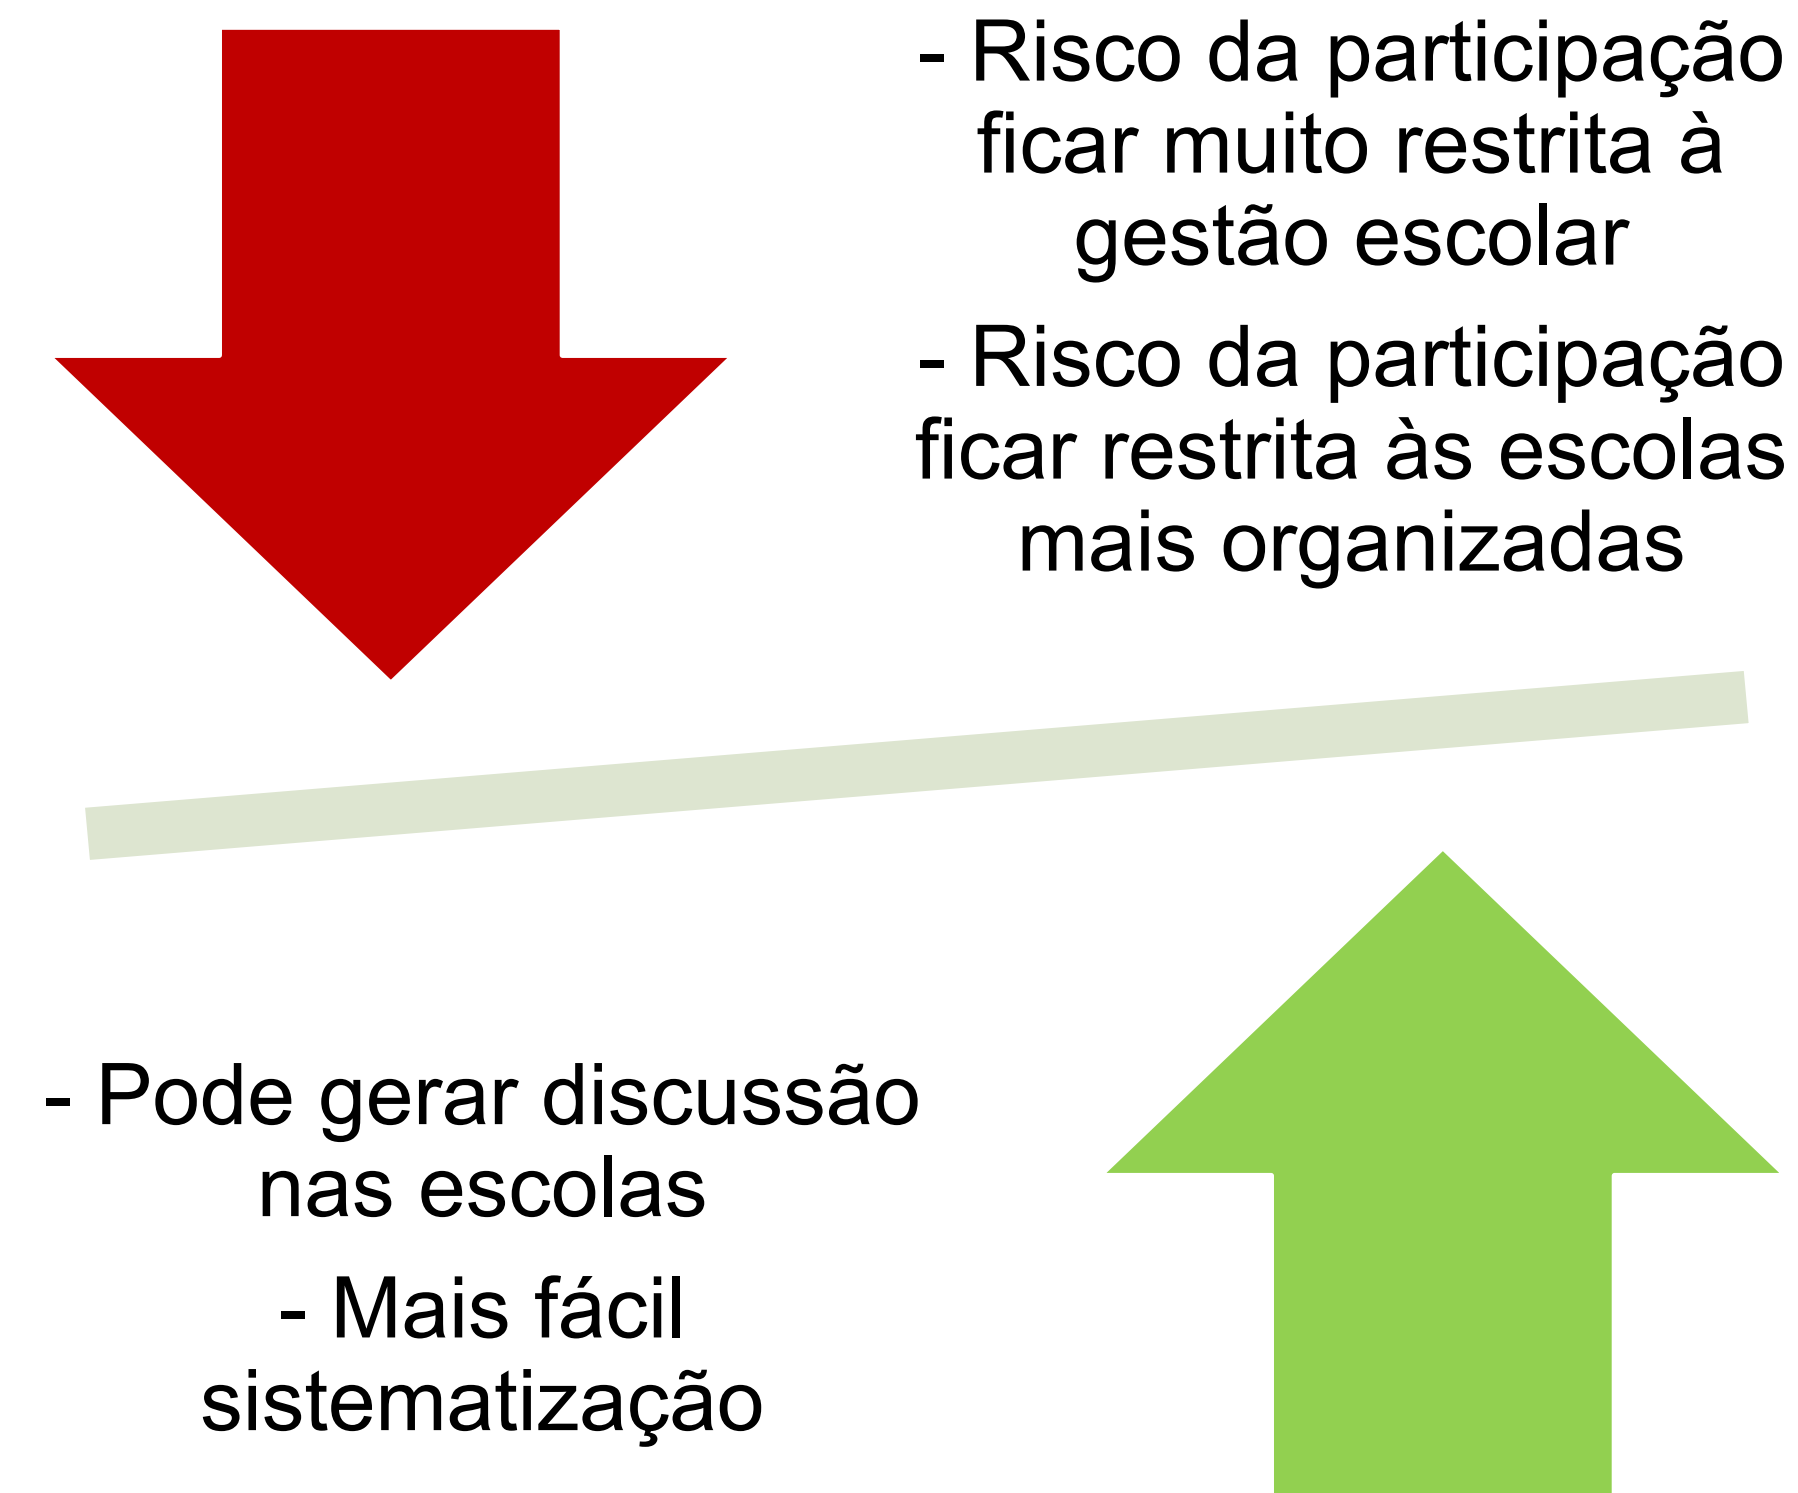 - Risco da participação
ficar muito restrita à
gestão escolar
- Risco da participação
ficar restrita às escolas
mais organizadas
- Pode gerar discussão
nas escolas
- Mais fácil
sistematização